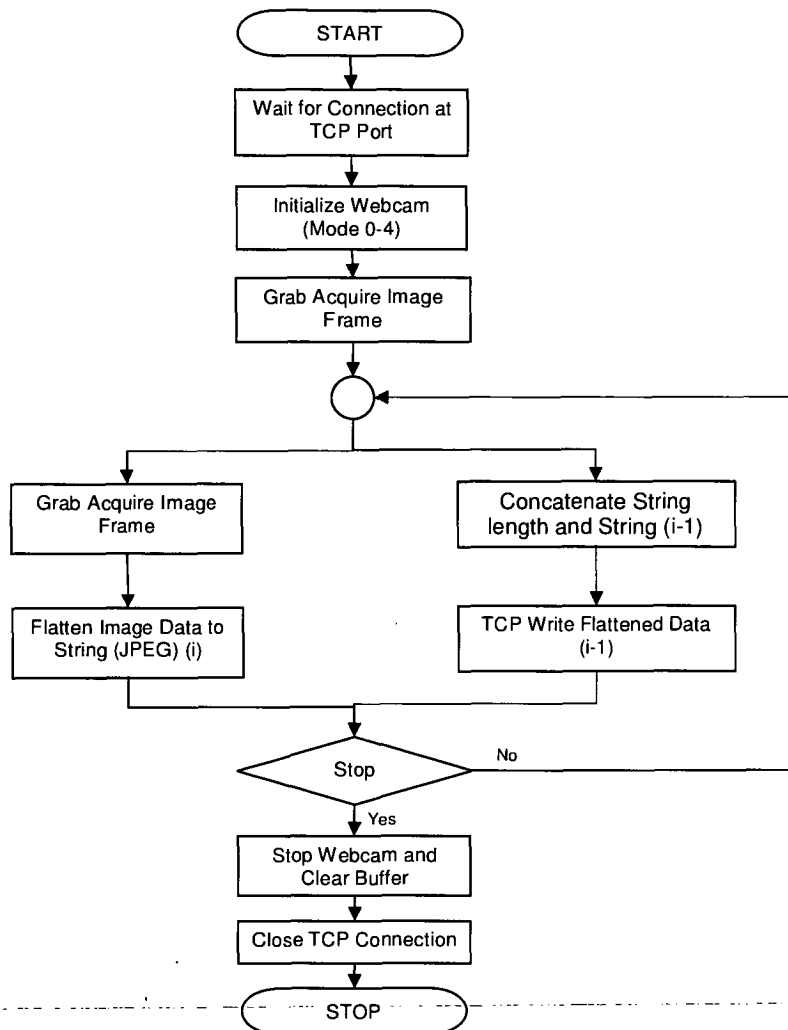 START
Wait for Connection at
TCP Port
Initialize Webcam
(Mode 0-4)
Grab Acquire Image
Frame
Grab Acquire Image
Frame
Concatenate String
length and String (i-1)
Flatten Image Data to
String (JPEG) (i)
TCP Write Flattened Data
(i-1)
Stop
No
Yes
Stop Webcam and
Clear Buffer
Close TCP Connection
STOP